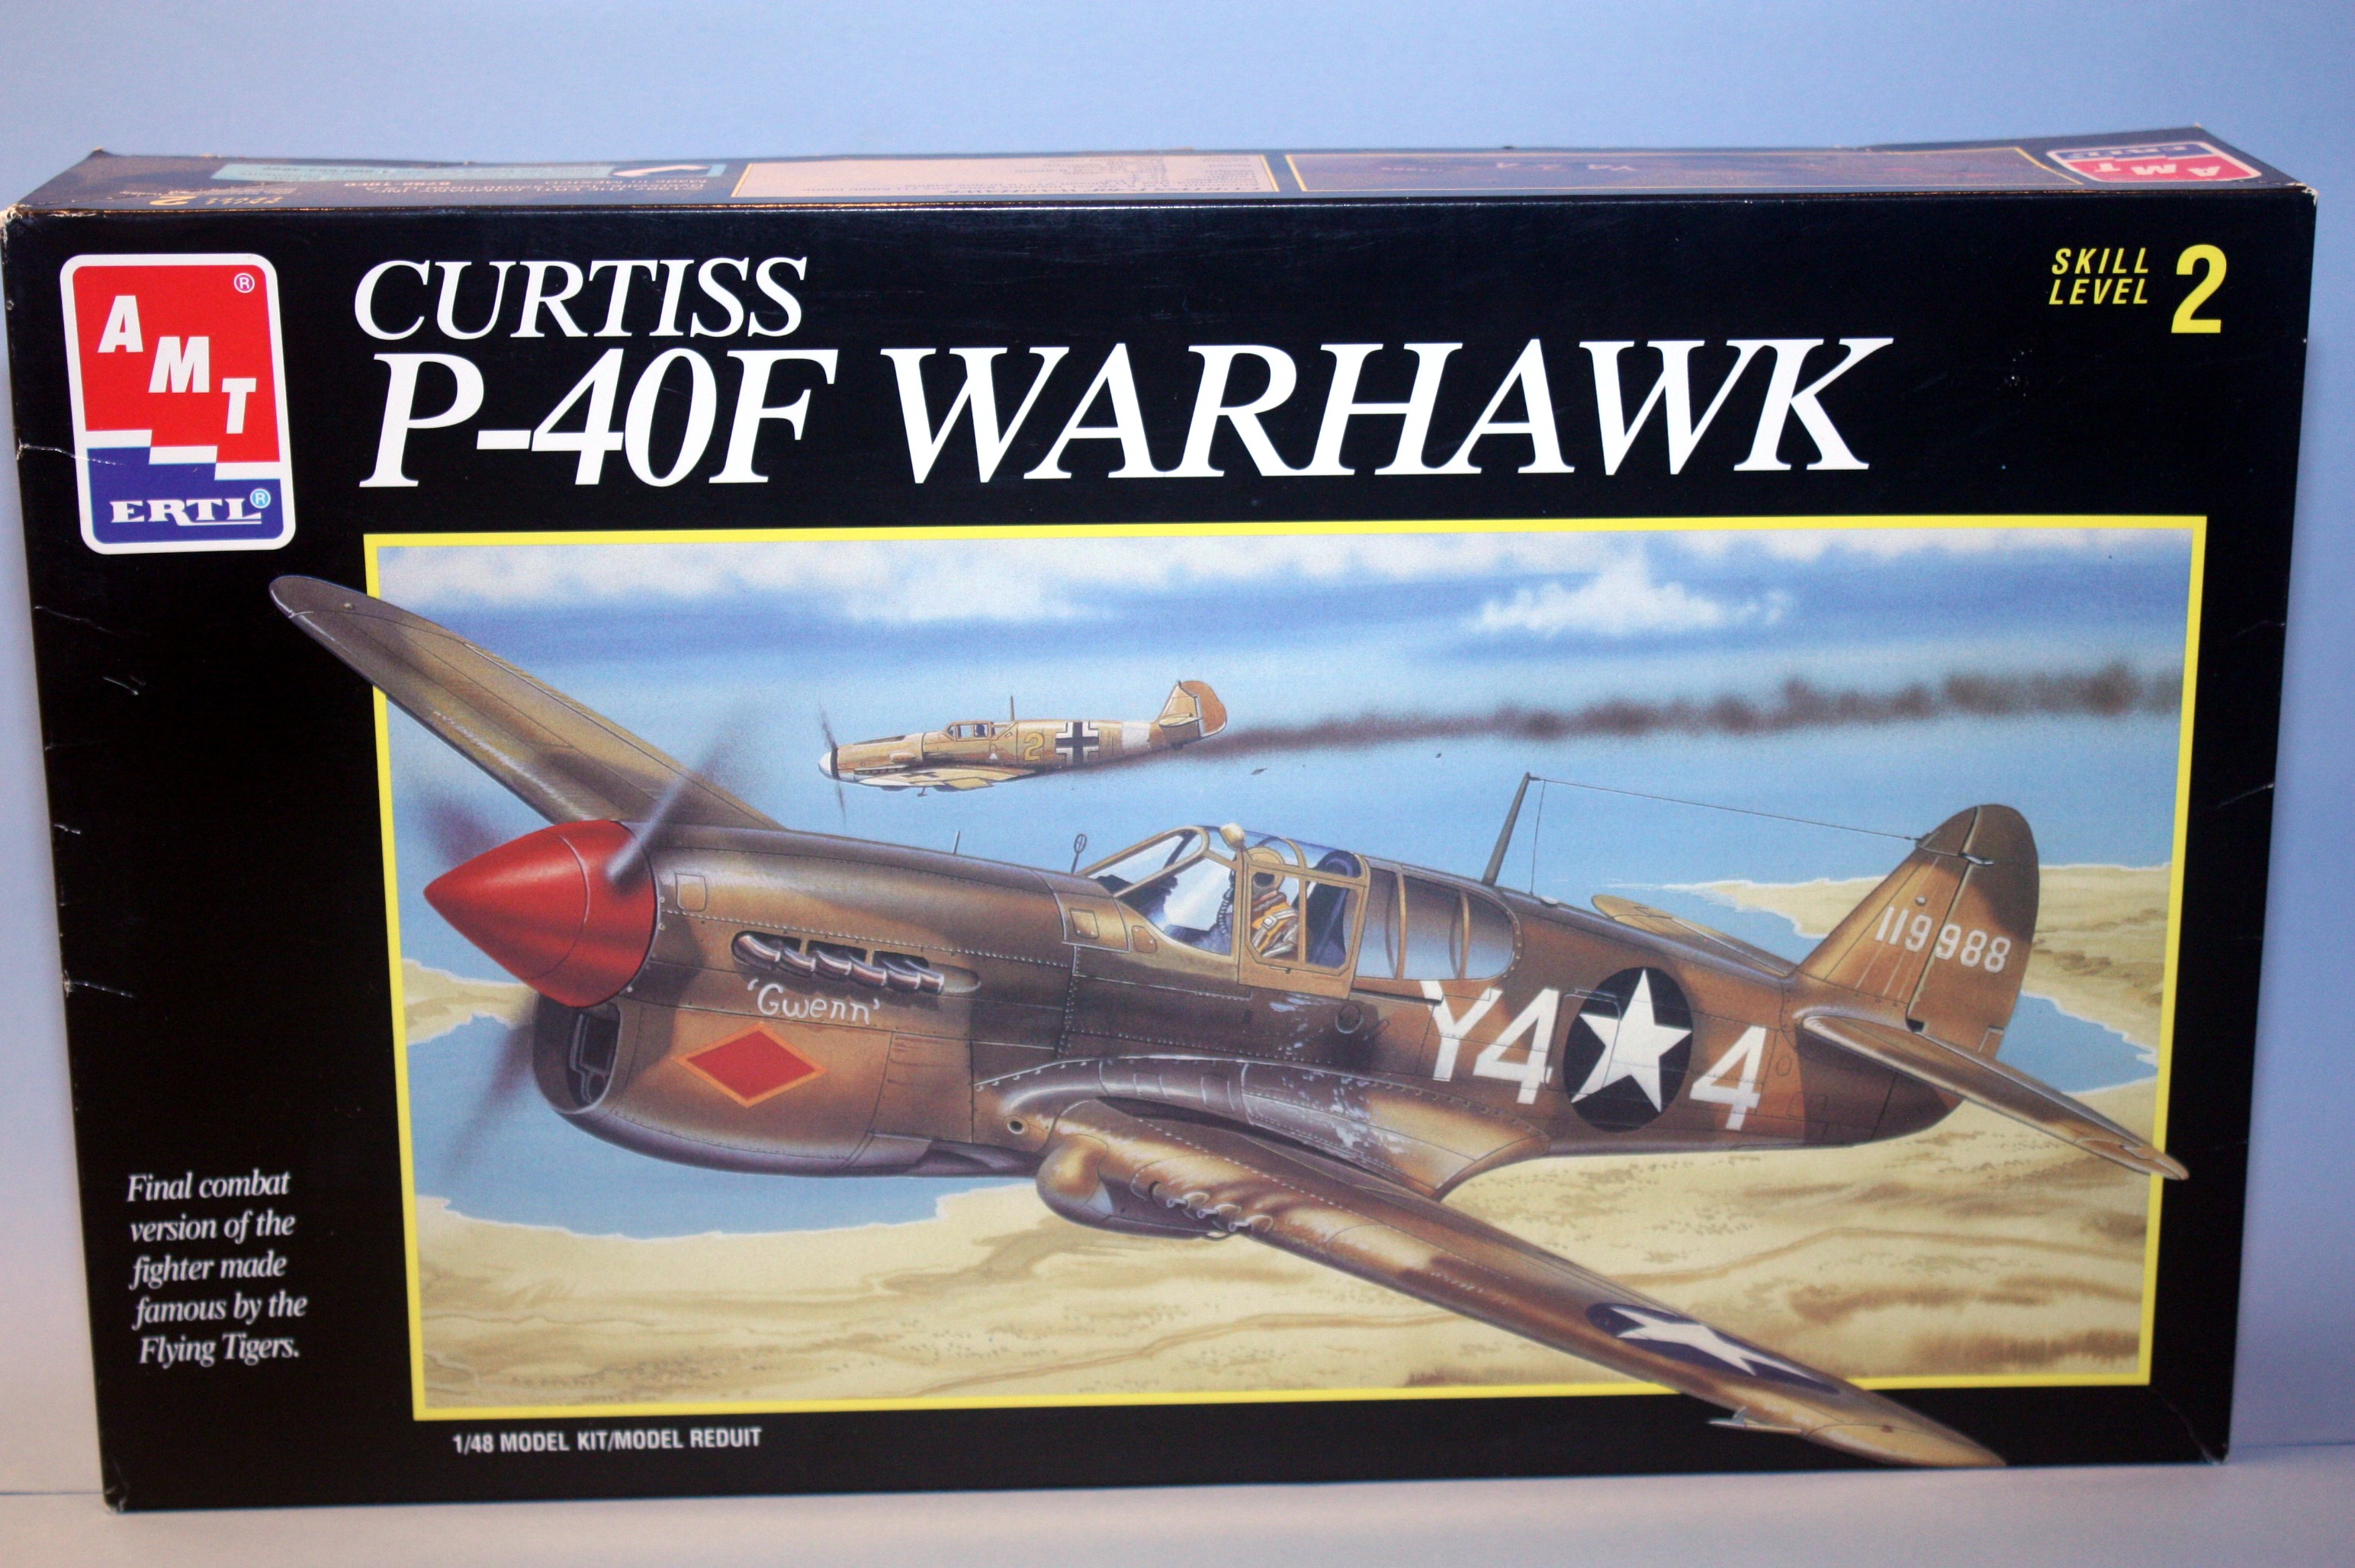 AMT®
ERTL®
CURTISS
P-40F WARHAWK
SKILL
LEVEL 2
2
119988
'Gwenn'
Y4 4
Final combat
version of the
fighter made
famous by the
Flying Tigers.
1/48 MODEL KIT/MODEL REDUIT